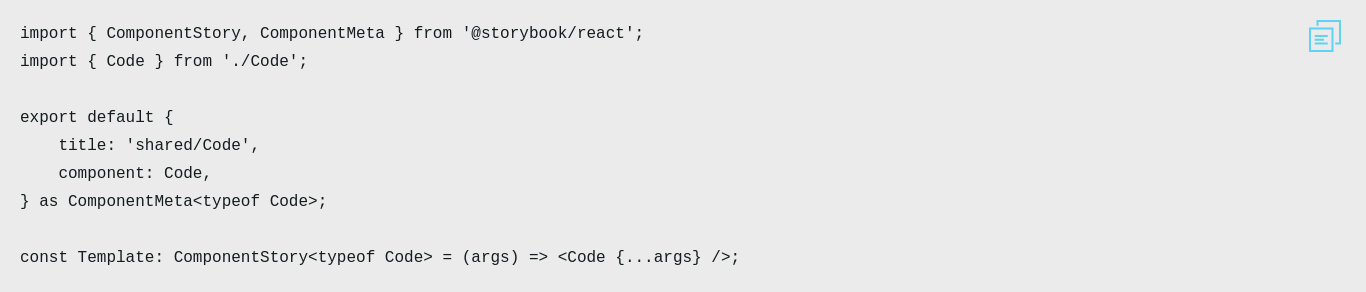 import { ComponentStory, ComponentMeta } from '@storybook/react';
import { Code } from './Code';

export default {
    title: 'shared/Code',
    component: Code,
} as ComponentMeta<typeof Code>;

const Template: ComponentStory<typeof Code> = (args) => <Code {...args} />;